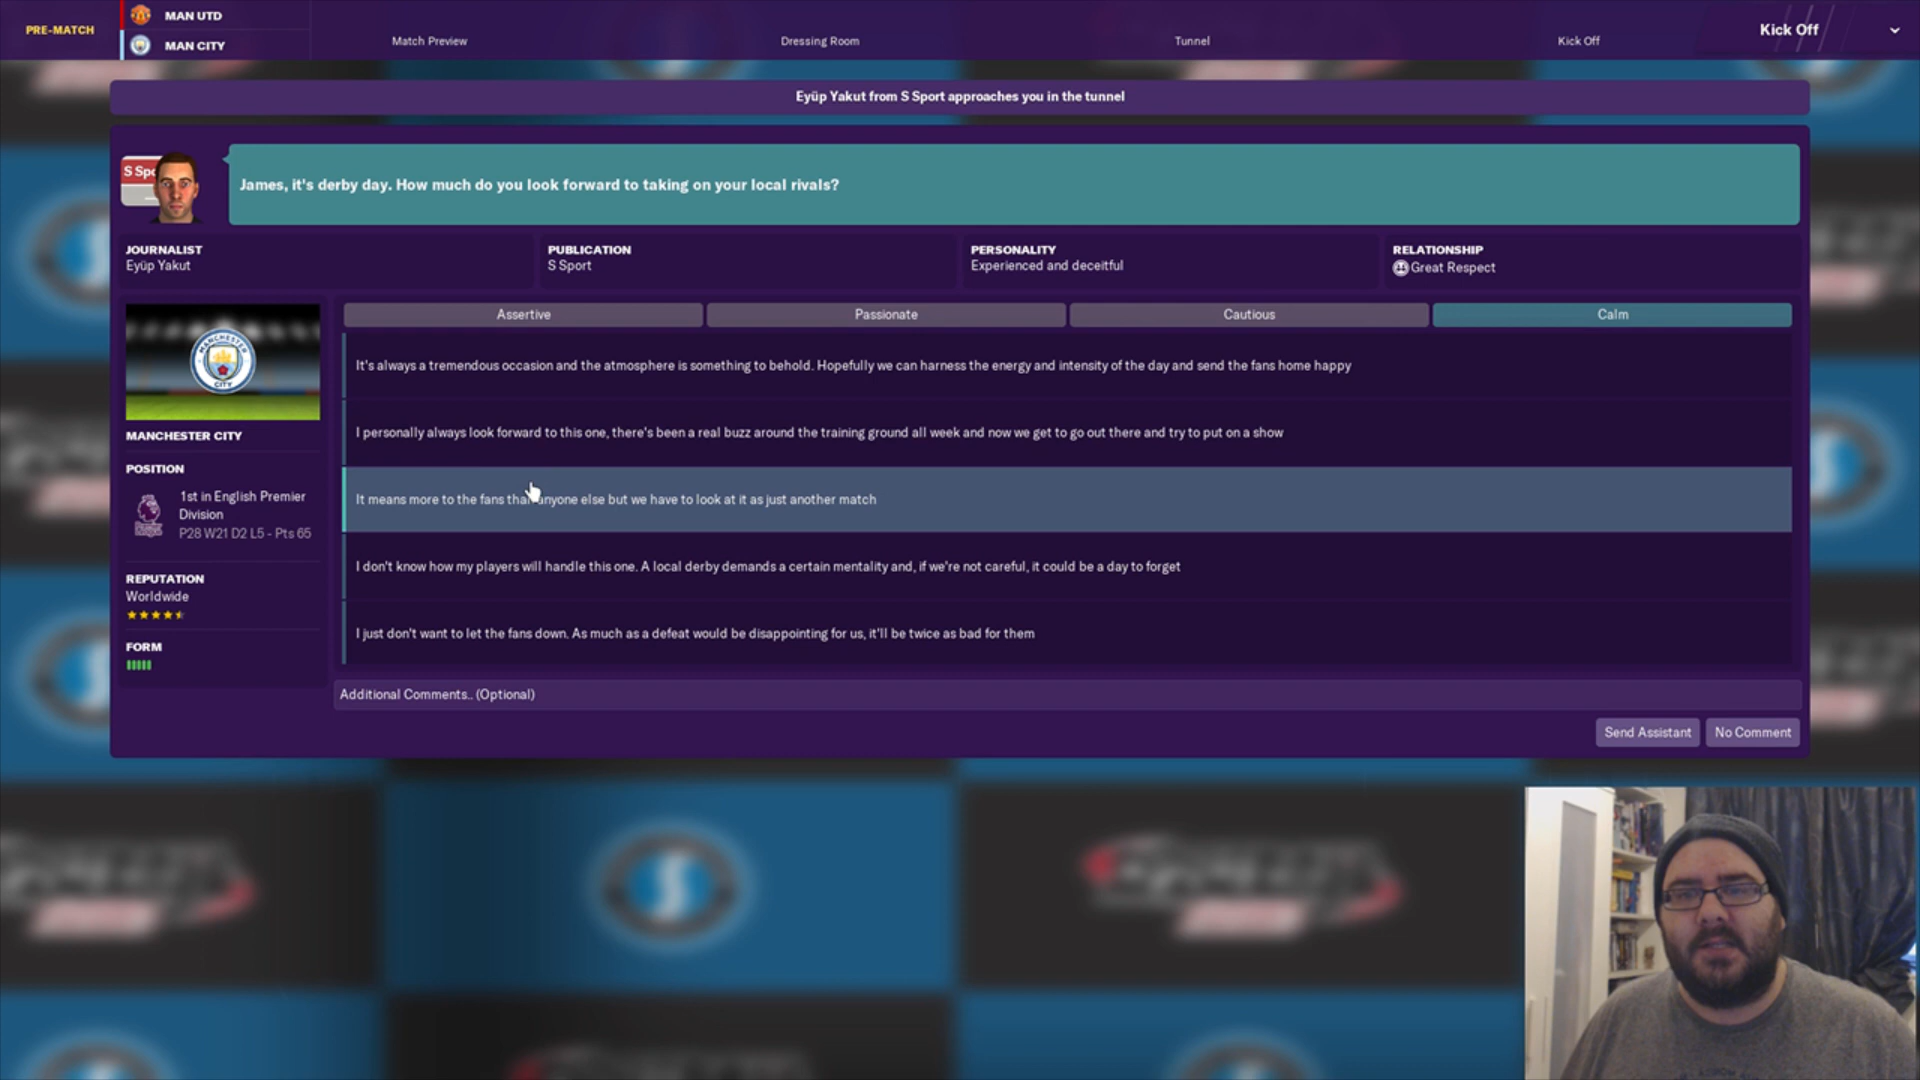 PRE-MATCH
MAN UTD
MAN CITY
Match Preview
Dressing Room
Tunnel
Kick Off
Kick Off
Eyüp Yakut from S Sport approaches you in the tunnel
S Spo
James, it's derby day. How much do you look forward to taking on your local rivals?
JOURNALIST
Eyüp Yakut
PUBLICATION
S Sport
PERSONALITY
Experienced and deceitful
RELATIONSHIP
Great Respect
Assertive
Passionate
Cautious
Calm
MANCHESTER
CITY
MANCHESTER CITY
POSITION
1st in English Premier
Division
P28 W21 D2 L5 - Pts 65
REPUTATION
Worldwide
FORM
It's always a tremendous occasion and the atmosphere is something to behold. Hopefully we can harness the energy and intensity of the day and send the fans home happy
I personally always look forward to this one, there's been a real buzz around the training ground all week and now we get to go out there and try to put on a show
It means more to the fans than anyone else but we have to look at it as just another match
I don't know how my players will handle this one. A local derby demands a certain mentality and, if we're not careful, it could be a day to forget
I just don't want to let the fans down. As much as a defeat would be disappointing for us, it'll be twice as bad for them
Additional Comments.. (Optional)
Send Assistant
No Comment